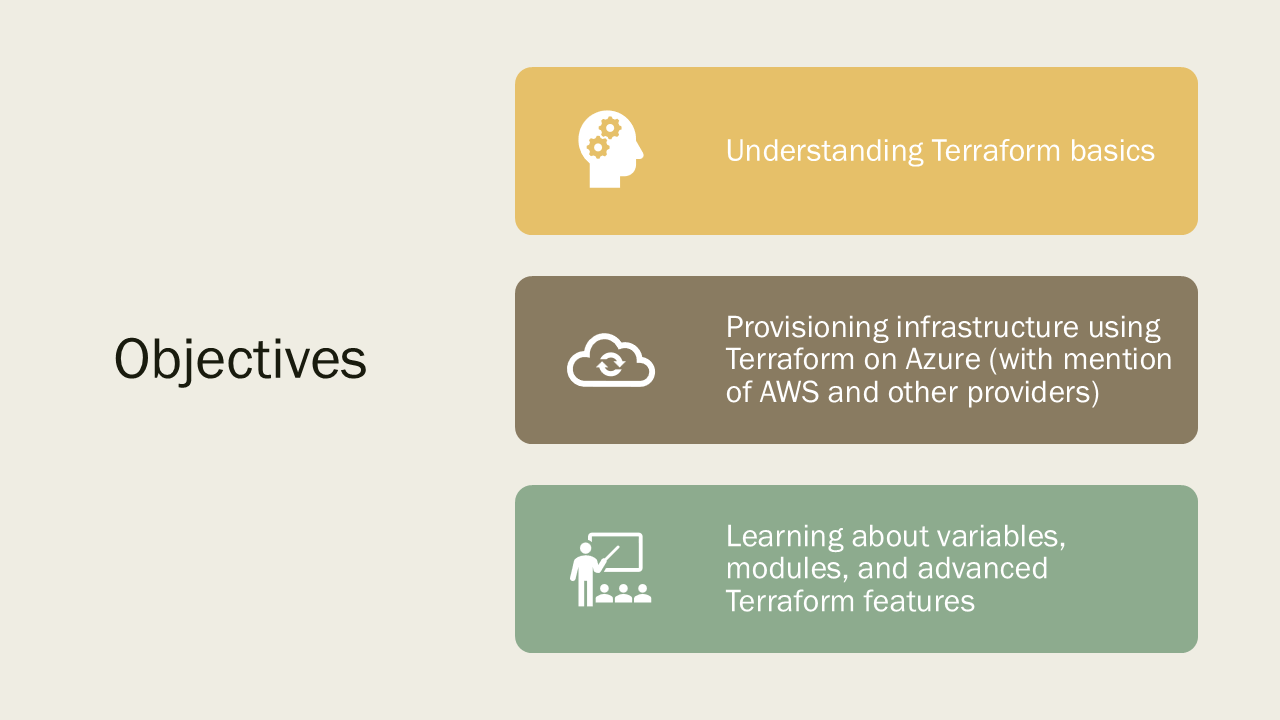 Objectives
Understanding Terraform basics
Provisioning infrastructure using
Terraform on Azure (with mention
of AWS and other providers)
Learning about variables,
modules, and advanced
Terraform features